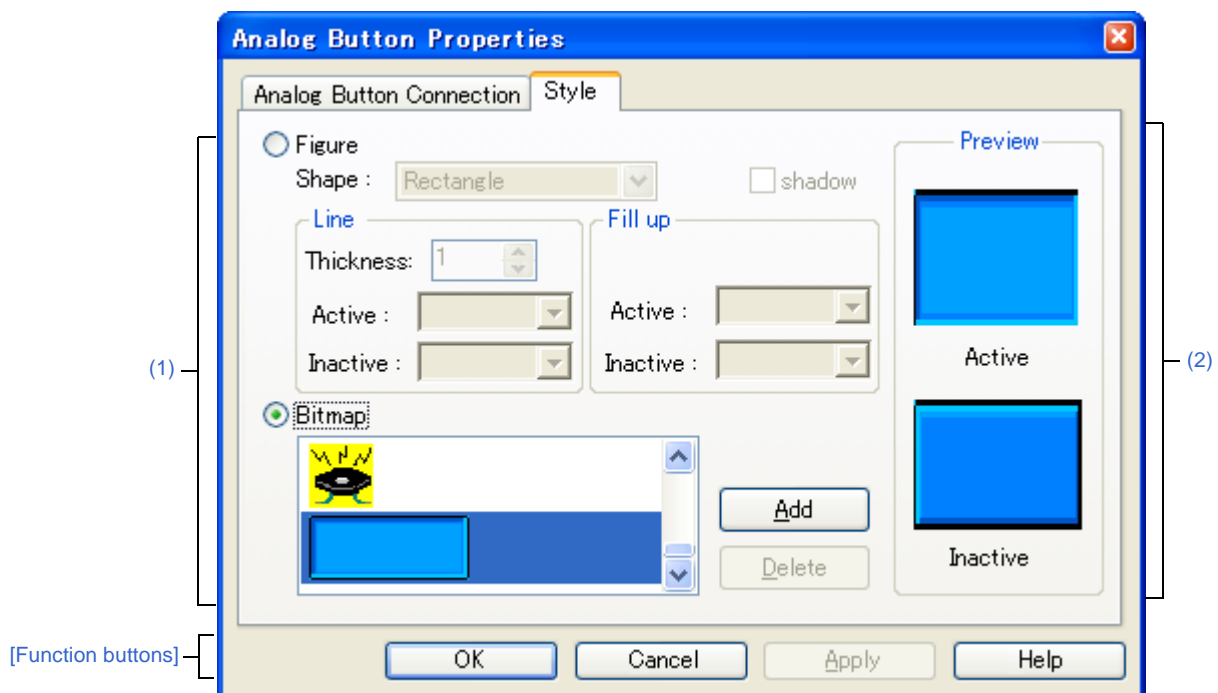 Analog Button Properties
Analog Button Connection
Style
(1)
Figure
Shape :
Rectangle
shadow
Line
Thickness:
1
Active :
Inactive :
Fill up
Active :
Inactive :
Bitmap
Add
Delete
Preview
Active
Inactive
(2)
[Function buttons]
OK
Cancel
Apply
Help